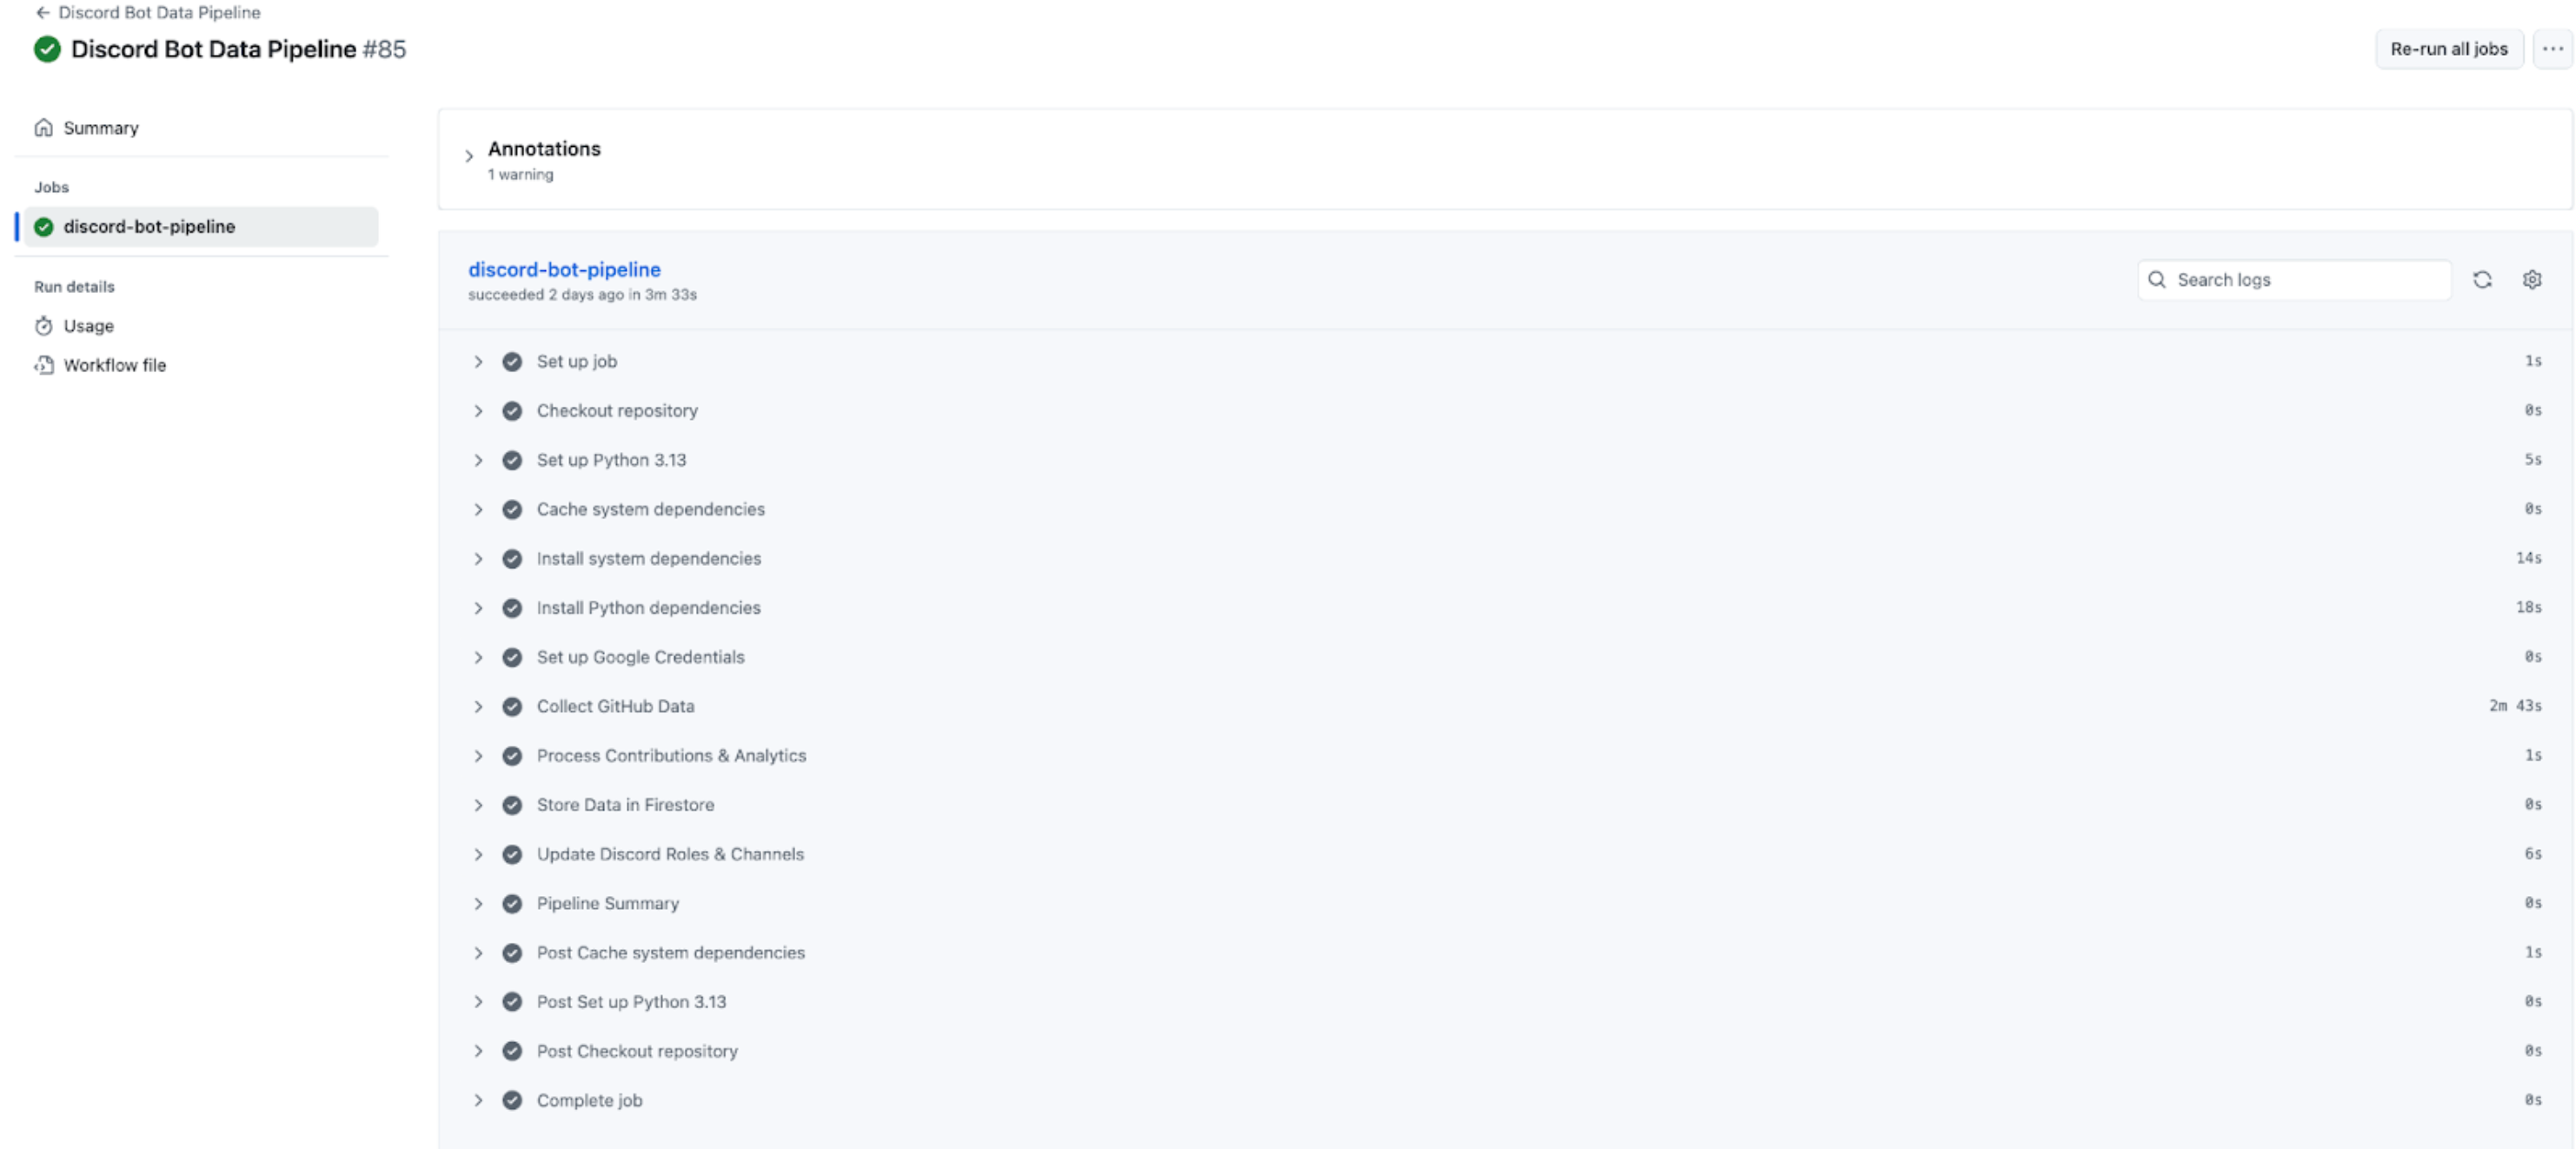 ← Discord Bot Data Pipeline
Discord Bot Data Pipeline #85
Re-run all jobs
...
Summary
Jobs
discord-bot-pipeline
Run details
Usage
Workflow file
Annotations
1 warning
discord-bot-pipeline
succeeded 2 days ago in 3m 33s
Search logs
Set up job 1s
Checkout repository 0s
Set up Python 3.13 5s
Cache system dependencies 0s
Install system dependencies 14s
Install Python dependencies 18s
Set up Google Credentials 0s
Collect GitHub Data 2m 43s
Process Contributions & Analytics 1s
Store Data in Firestore 0s
Update Discord Roles & Channels 6s
Pipeline Summary 0s
Post Cache system dependencies 1s
Post Set up Python 3.13 0s
Post Checkout repository 0s
Complete job 0s